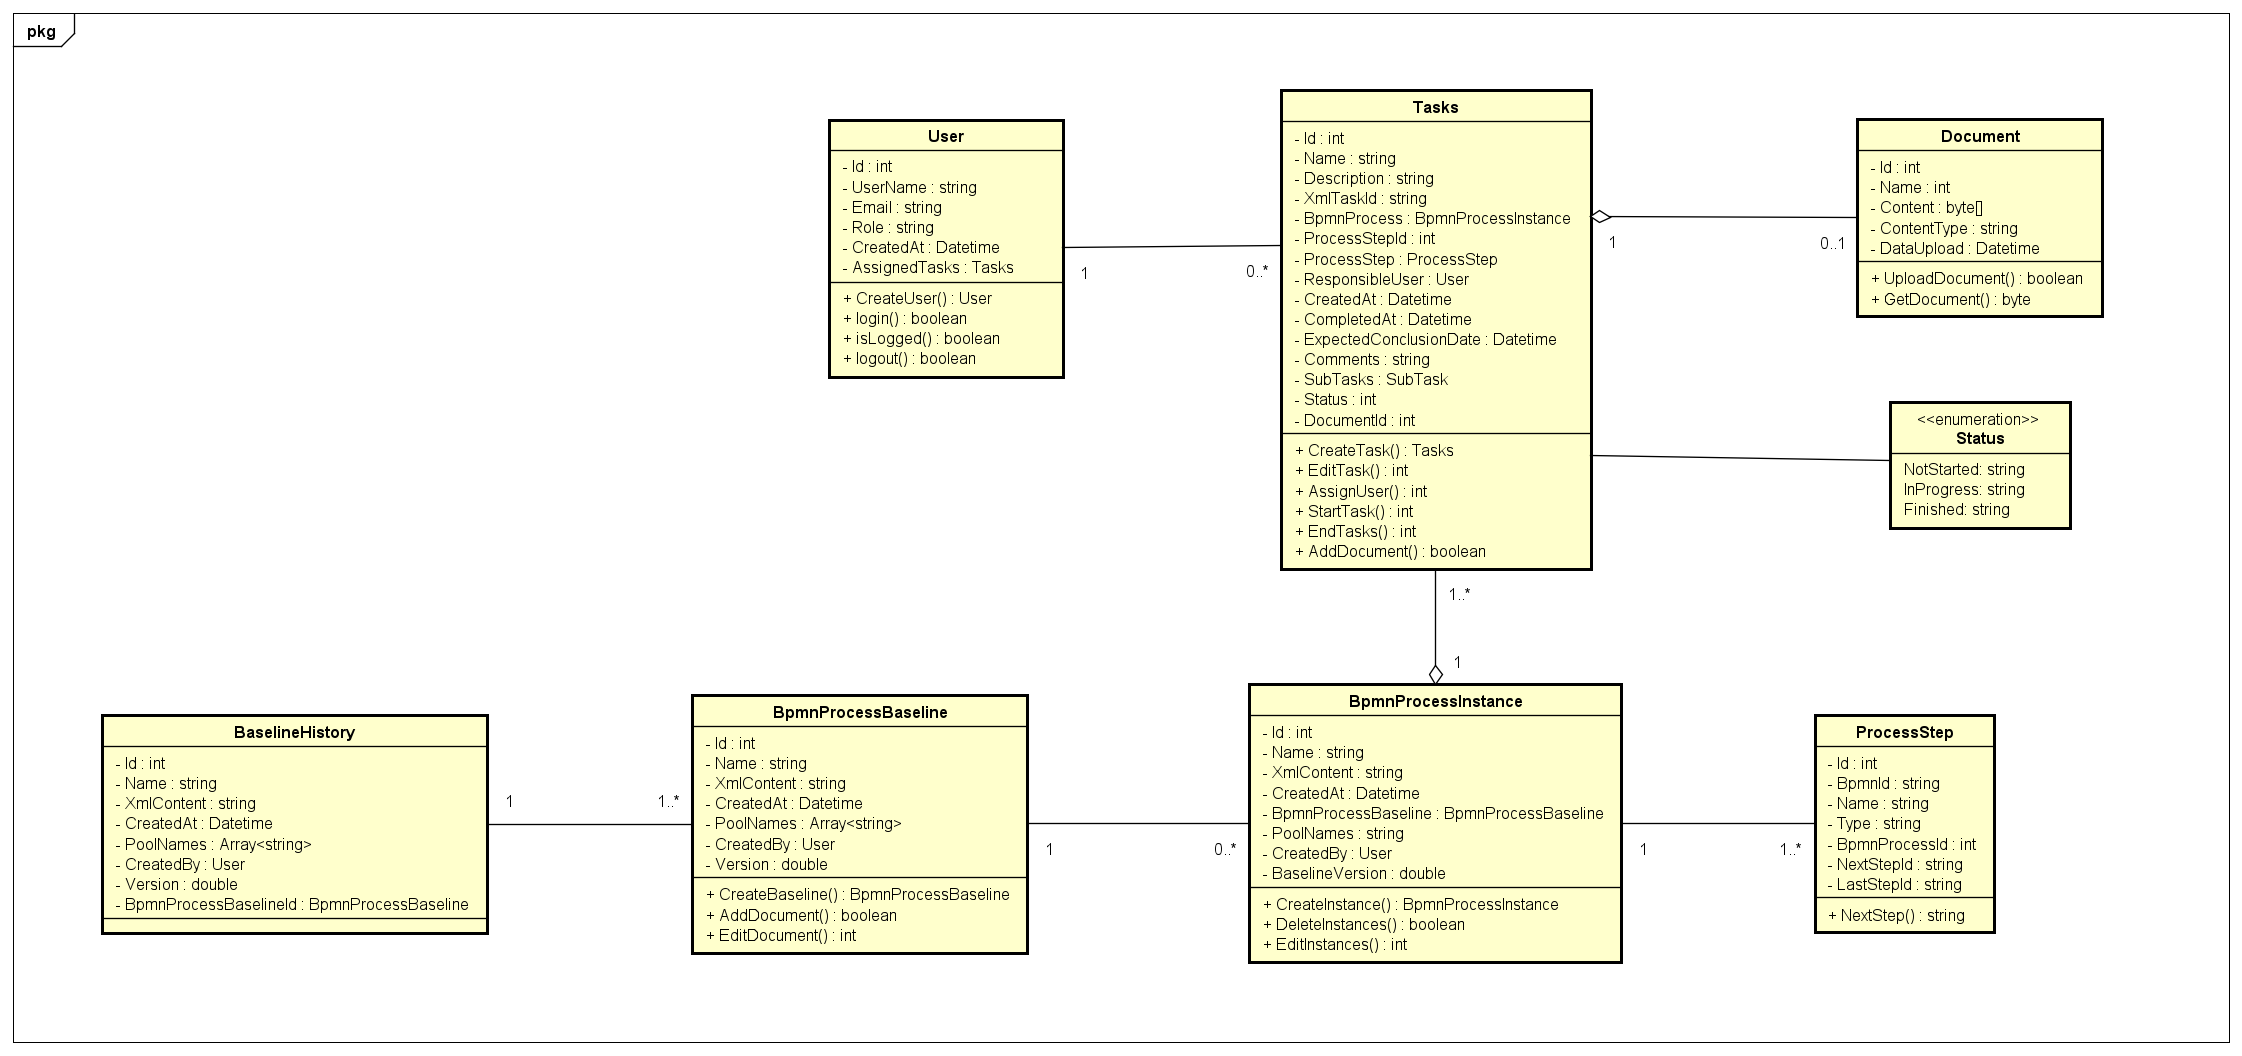 pkg
User
- Id : int
- UserName : string
- Email : string
- Role : string
- CreatedAt : Datetime
- AssignedTasks : Tasks
+ CreateUser() : User
+ login() : boolean
+ isLogged() : boolean
+ logout() : boolean
1
0..*
Tasks
- Id : int
- Name : string
- Description : string
- XmlTaskId : string
- BpmnProcess : BpmnProcessInstance
- ProcessStepId : int
- ProcessStep : ProcessStep
- ResponsibleUser : User
- CreatedAt : Datetime
- CompletedAt : Datetime
- ExpectedConclusionDate : Datetime
- Comments : string
- SubTasks : SubTask
- Status : int
- DocumentId : int
+ CreateTask() : Tasks
+ EditTask() : int
+ AssignUser() : int
+ StartTask() : int
+ EndTasks() : int
+ AddDocument() : boolean
1
0..1
Document
- Id : int
- Name : int
- Content : byte[]
- ContentType : string
- DataUpload : Datetime
+ UploadDocument() : boolean
+ GetDocument() : byte
<<enumeration>>
Status
NotStarted: string
InProgress: string
Finished: string
1..*
1
BaselineHistory
- Id : int
- Name : string
- XmlContent : string
- CreatedAt : Datetime
- PoolNames : Array<string>
- CreatedBy : User
- Version : double
- BpmnProcessBaselineId : BpmnProcessBaseline
1
1..*
BpmnProcessBaseline
- Id : int
- Name : string
- XmlContent : string
- CreatedAt : Datetime
- PoolNames : Array<string>
- CreatedBy : User
- Version : double
+ CreateBaseline() : BpmnProcessBaseline
+ AddDocument() : boolean
+ EditDocument() : int
1
0..*
BpmnProcessInstance
- Id : int
- Name : string
- XmlContent : string
- CreatedAt : Datetime
- BpmnProcessBaseline : BpmnProcessBaseline
- PoolNames : string
- CreatedBy : User
- BaselineVersion : double
+ CreateInstance() : BpmnProcessInstance
+ DeleteInstances() : boolean
+ EditInstances() : int
1
1..*
ProcessStep
- Id : int
- BpmnId : string
- Name : string
- Type : string
- BpmnProcessId : int
- NextStepId : string
- LastStepId : string
+ NextStep() : string